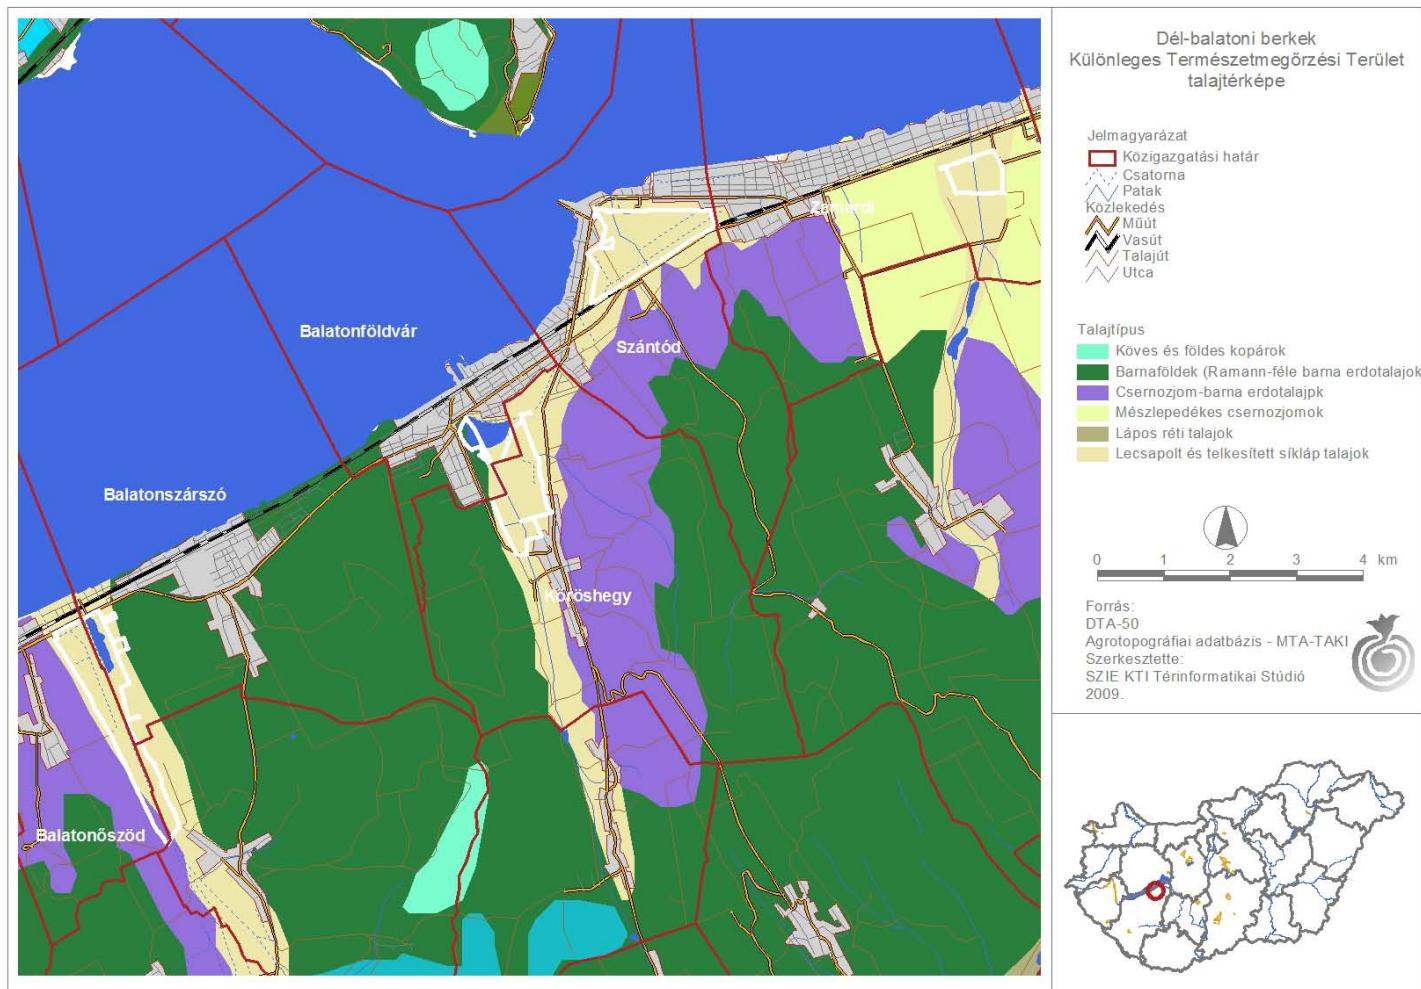 Balatonföldvár
Balatonszárszó
Balatonőszöd
Szántód
Zamárdi
Kőröshegy
Dél-balatoni berkek
Különleges Természetmegőrzési Terület
talajtérképe
Jelmagyarázat
Közigazgatási határ
Csatorna
Patak
Közlekedés
Műút
Vasút
Talajút
Utca
Talajtípus
Köves és földes kopárok
Barnaföldek (Ramann-féle barna erdotalajok
Csernozjom-barna erdotalajpk
Mészlepedékes csernozjomok
Lápos réti talajok
Lecsapolt és telkesített síkláp talajok
0 1 2 3 4 km
Forrás:
DTA-50
Agrotopográfiai adatbázis - MTA-TAKI
Szerkesztette:
SZIE KTI Térinformatikai Stúdió
2009.